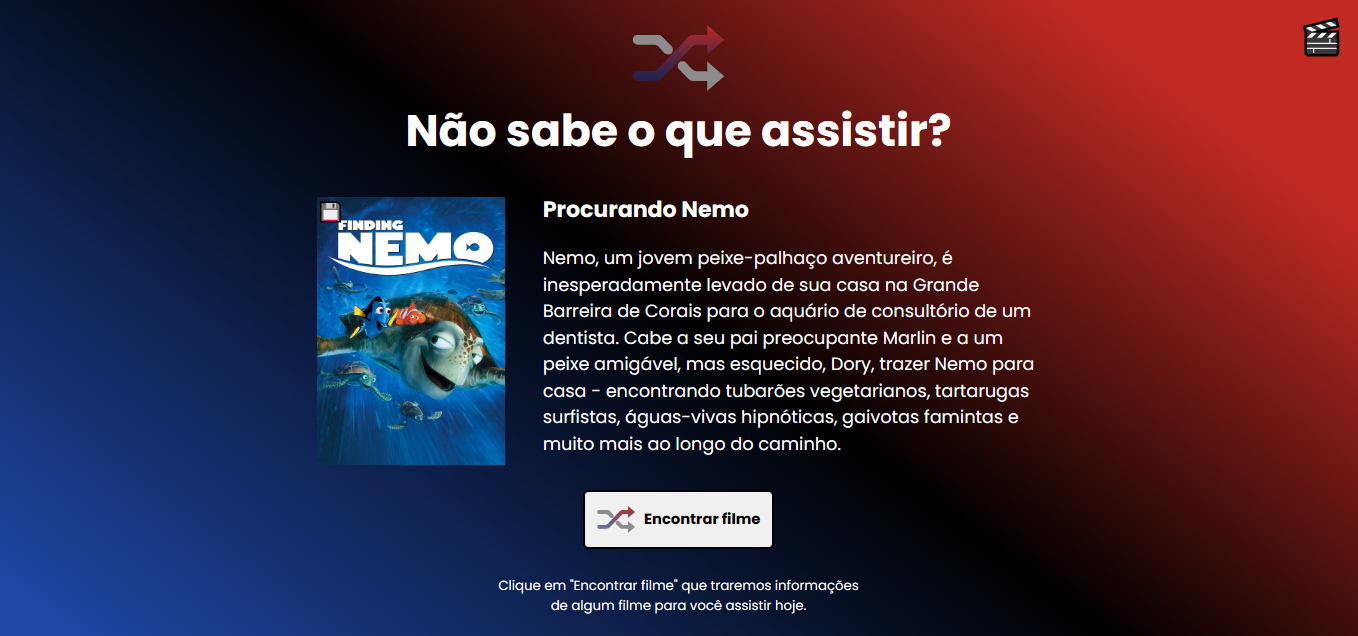 Não sabe o que assistir?
FINDING
NEMO
Procurando Nemo
Nemo, um jovem peixe-palhaço aventureiro, é
inesperadamente levado de sua casa na Grande
Barreira de Corais para o aquário de consultório de um
dentista. Cabe a seu pai preocupante Marlin e a um
peixe amigável, mas esquecido, Dory, trazer Nemo para
casa - encontrando tubarões vegetarianos, tartarugas
surfistas, águas-vivas hipnóticas, gaivotas famintas e
muito mais ao longo do caminho.
Encontrar filme
Clique em "Encontrar filme" que traremos informações
de algum filme para você assistir hoje.